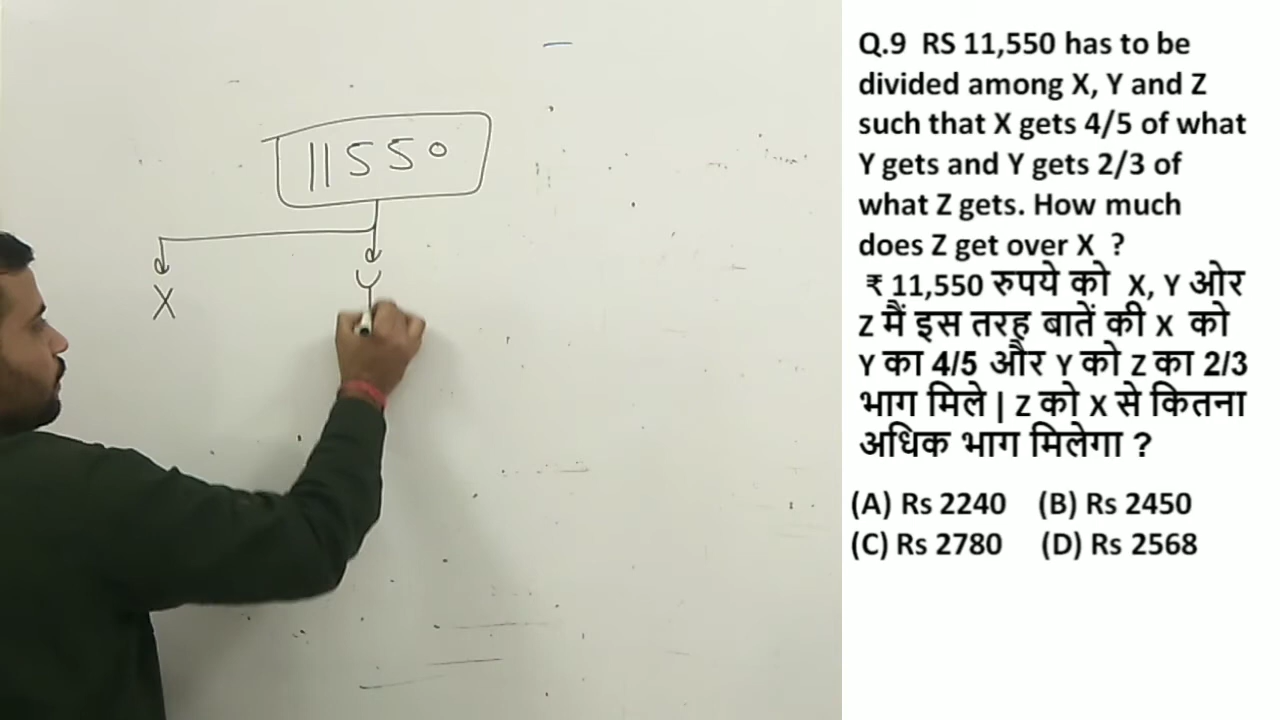 11550
X
Y
Q.9 RS 11,550 has to be
divided among X, Y and Z
such that X gets 4/5 of what
Y gets and Y gets 2/3 of
what Z gets. How much
does Z get over X ?
₹ 11,550 रुपये को X, Y ओर
Z मैं इस तरह बातें की X को
Y का 4/5 और Y को Z का 2/3
भाग मिले | Z को X से कितना
अधिक भाग मिलेगा ?
(A) Rs 2240 (B) Rs 2450
(C) Rs 2780 (D) Rs 2568